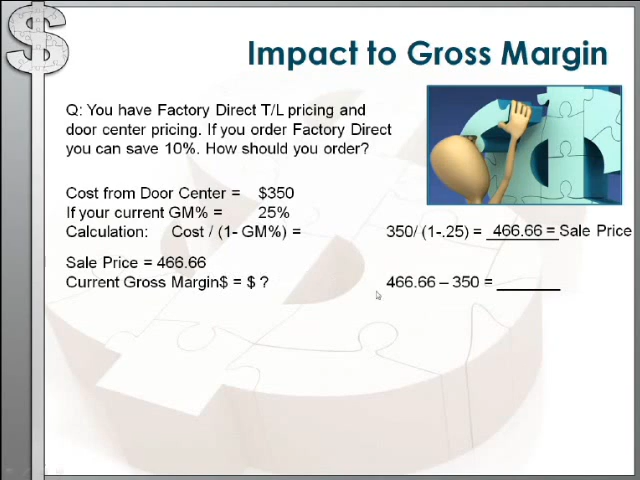 Impact to Gross Margin
Q: You have Factory Direct T/L pricing and
door center pricing. If you order Factory Direct
you can save 10%. How should you order?
Cost from Door Center = $350
If your current GM% = 25%
Calculation: Cost / (1- GM%) = 350/ (1-.25) = 466.66 = Sale Price
Sale Price = 466.66
Current Gross Margin$ = $ ? 466.66 – 350 = ________